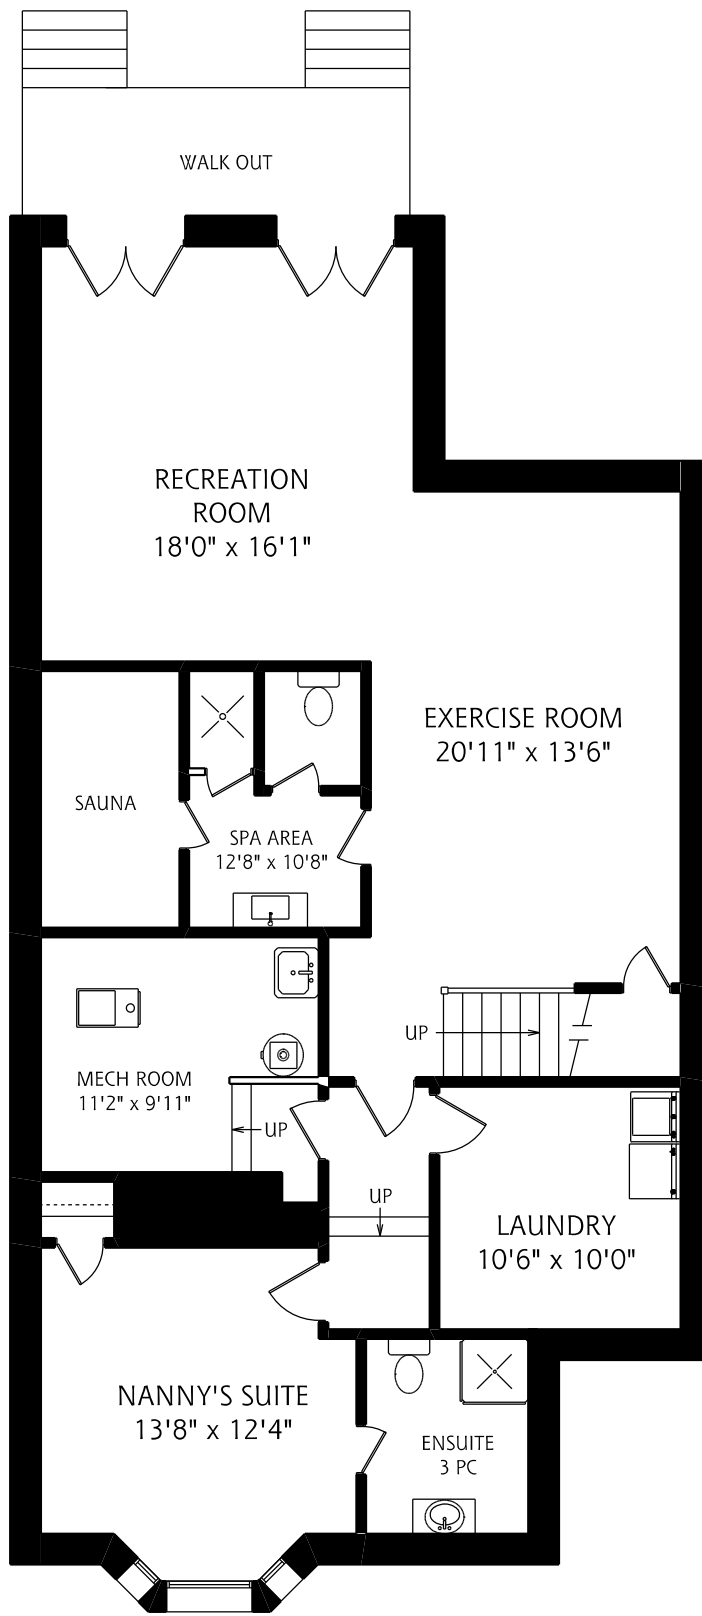 WALK OUT
RECREATION
ROOM
18'0" x 16'1"
EXERCISE ROOM
20'11" x 13'6"
SAUNA
SPA AREA
12'8" x 10'8"
UP
MECH ROOM
11'2" x 9'11"
UP
UP
LAUNDRY
10'6" x 10'0"
NANNY'S SUITE
13'8" x 12'4"
ENSUITE
3 PC